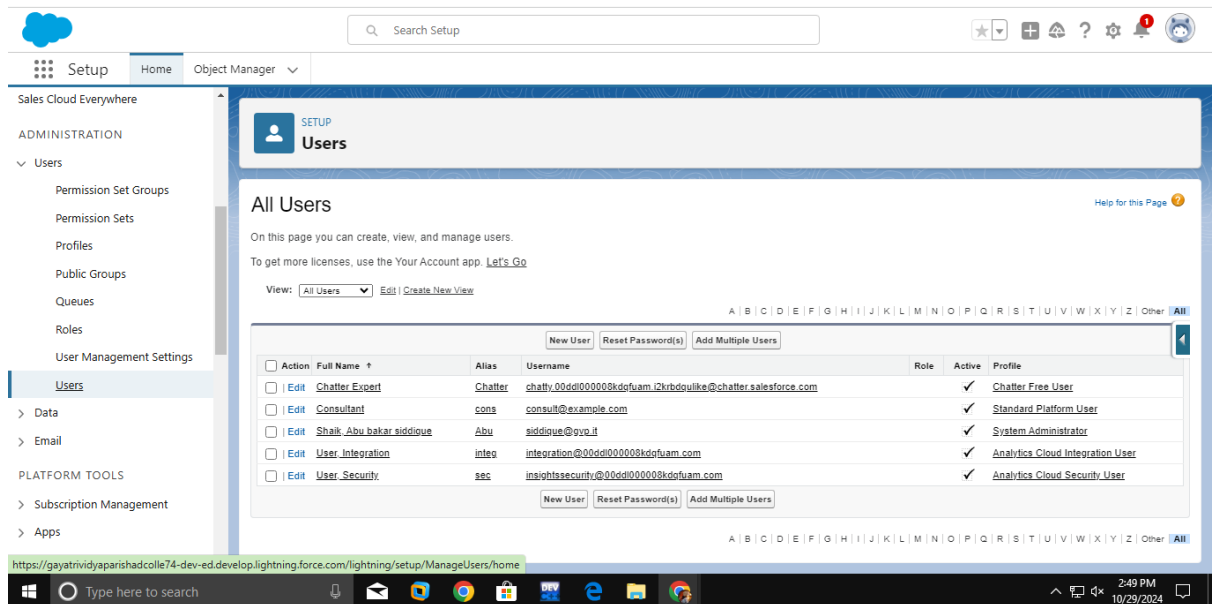 Search Setup
1
Setup Home Object Manager
Sales Cloud Everywhere
ADMINISTRATION
Users
Permission Set Groups
Permission Sets
Profiles
Public Groups
Queues
Roles
User Management Settings
Users
Data
Email
PLATFORM TOOLS
Subscription Management
Apps
SETUP
Users
All Users
Help for this Page ?
On this page you can create, view, and manage users.
To get more licenses, use the Your Account app. Let's Go
View: All Users Edit | Create New View
A | B | C | D | E | F | G | H | I | J | K | L | M | N | O | P | Q | R | S | T | U | V | W | X | Y | Z | Other All
New User Reset Password(s) Add Multiple Users
Action Full Name ↑ Alias Username Role Active Profile
| Edit Chatter Expert Chatter chatty.00ddl000008kdqfuam.i2krbdqulike@chatter.salesforce.com Chatter Free User
| Edit Consultant cons consult@example.com Standard Platform User
| Edit Shaik, Abu bakar siddique Abu siddique@gvp.it System Administrator
| Edit User, Integration integ integration@00ddl000008kdqfuam.com Analytics Cloud Integration User
| Edit User, Security sec insightssecurity@00ddl000008kdqfuam.com Analytics Cloud Security User
New User Reset Password(s) Add Multiple Users
A | B | C | D | E | F | G | H | I | J | K | L | M | N | O | P | Q | R | S | T | U | V | W | X | Y | Z | Other All
https://gayatrividyaparishadcolle74-dev-ed.develop.lightning.force.com/lightning/setup/ManageUsers/home
Type here to search
DEV
2:49 PM
10/29/2024